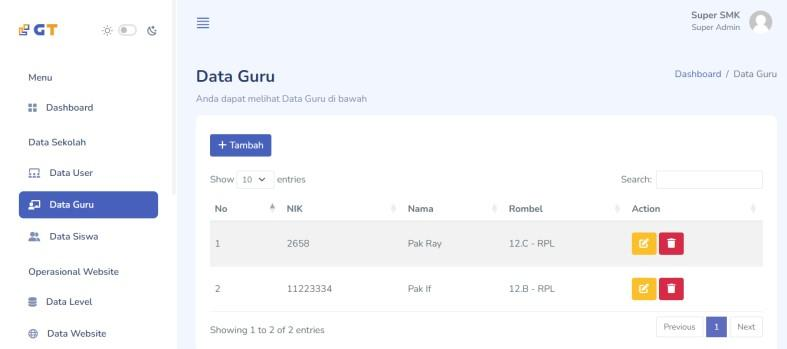 GT
Super SMK
Super Admin
Menu
Dashboard
Data Sekolah
Data User
Data Guru
Data Siswa
Operasional Website
Data Level
Data Website
Data Guru
Dashboard / Data Guru
Anda dapat melihat Data Guru di bawah
+ Tambah
Show 10 entries
Search:
No NIK Nama Rombel Action
1 2658 Pak Ray 12.C - RPL
2 11223334 Pak If 12.B - RPL
Showing 1 to 2 of 2 entries
Previous 1 Next